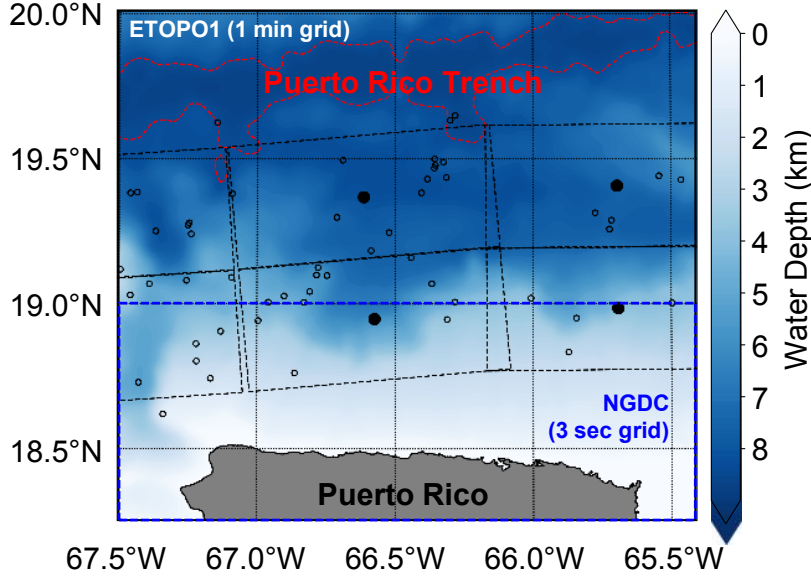 20.0°N
ETOPO1 (1 min grid)
Puerto Rico Trench
19.5°N
19.0°N
NGDC
(3 sec grid)
18.5°N
Puerto Rico
67.5°W 67.0°W 66.5°W 66.0°W 65.5°W
0
1
2
3
4
5
6
7
8
Water Depth (km)